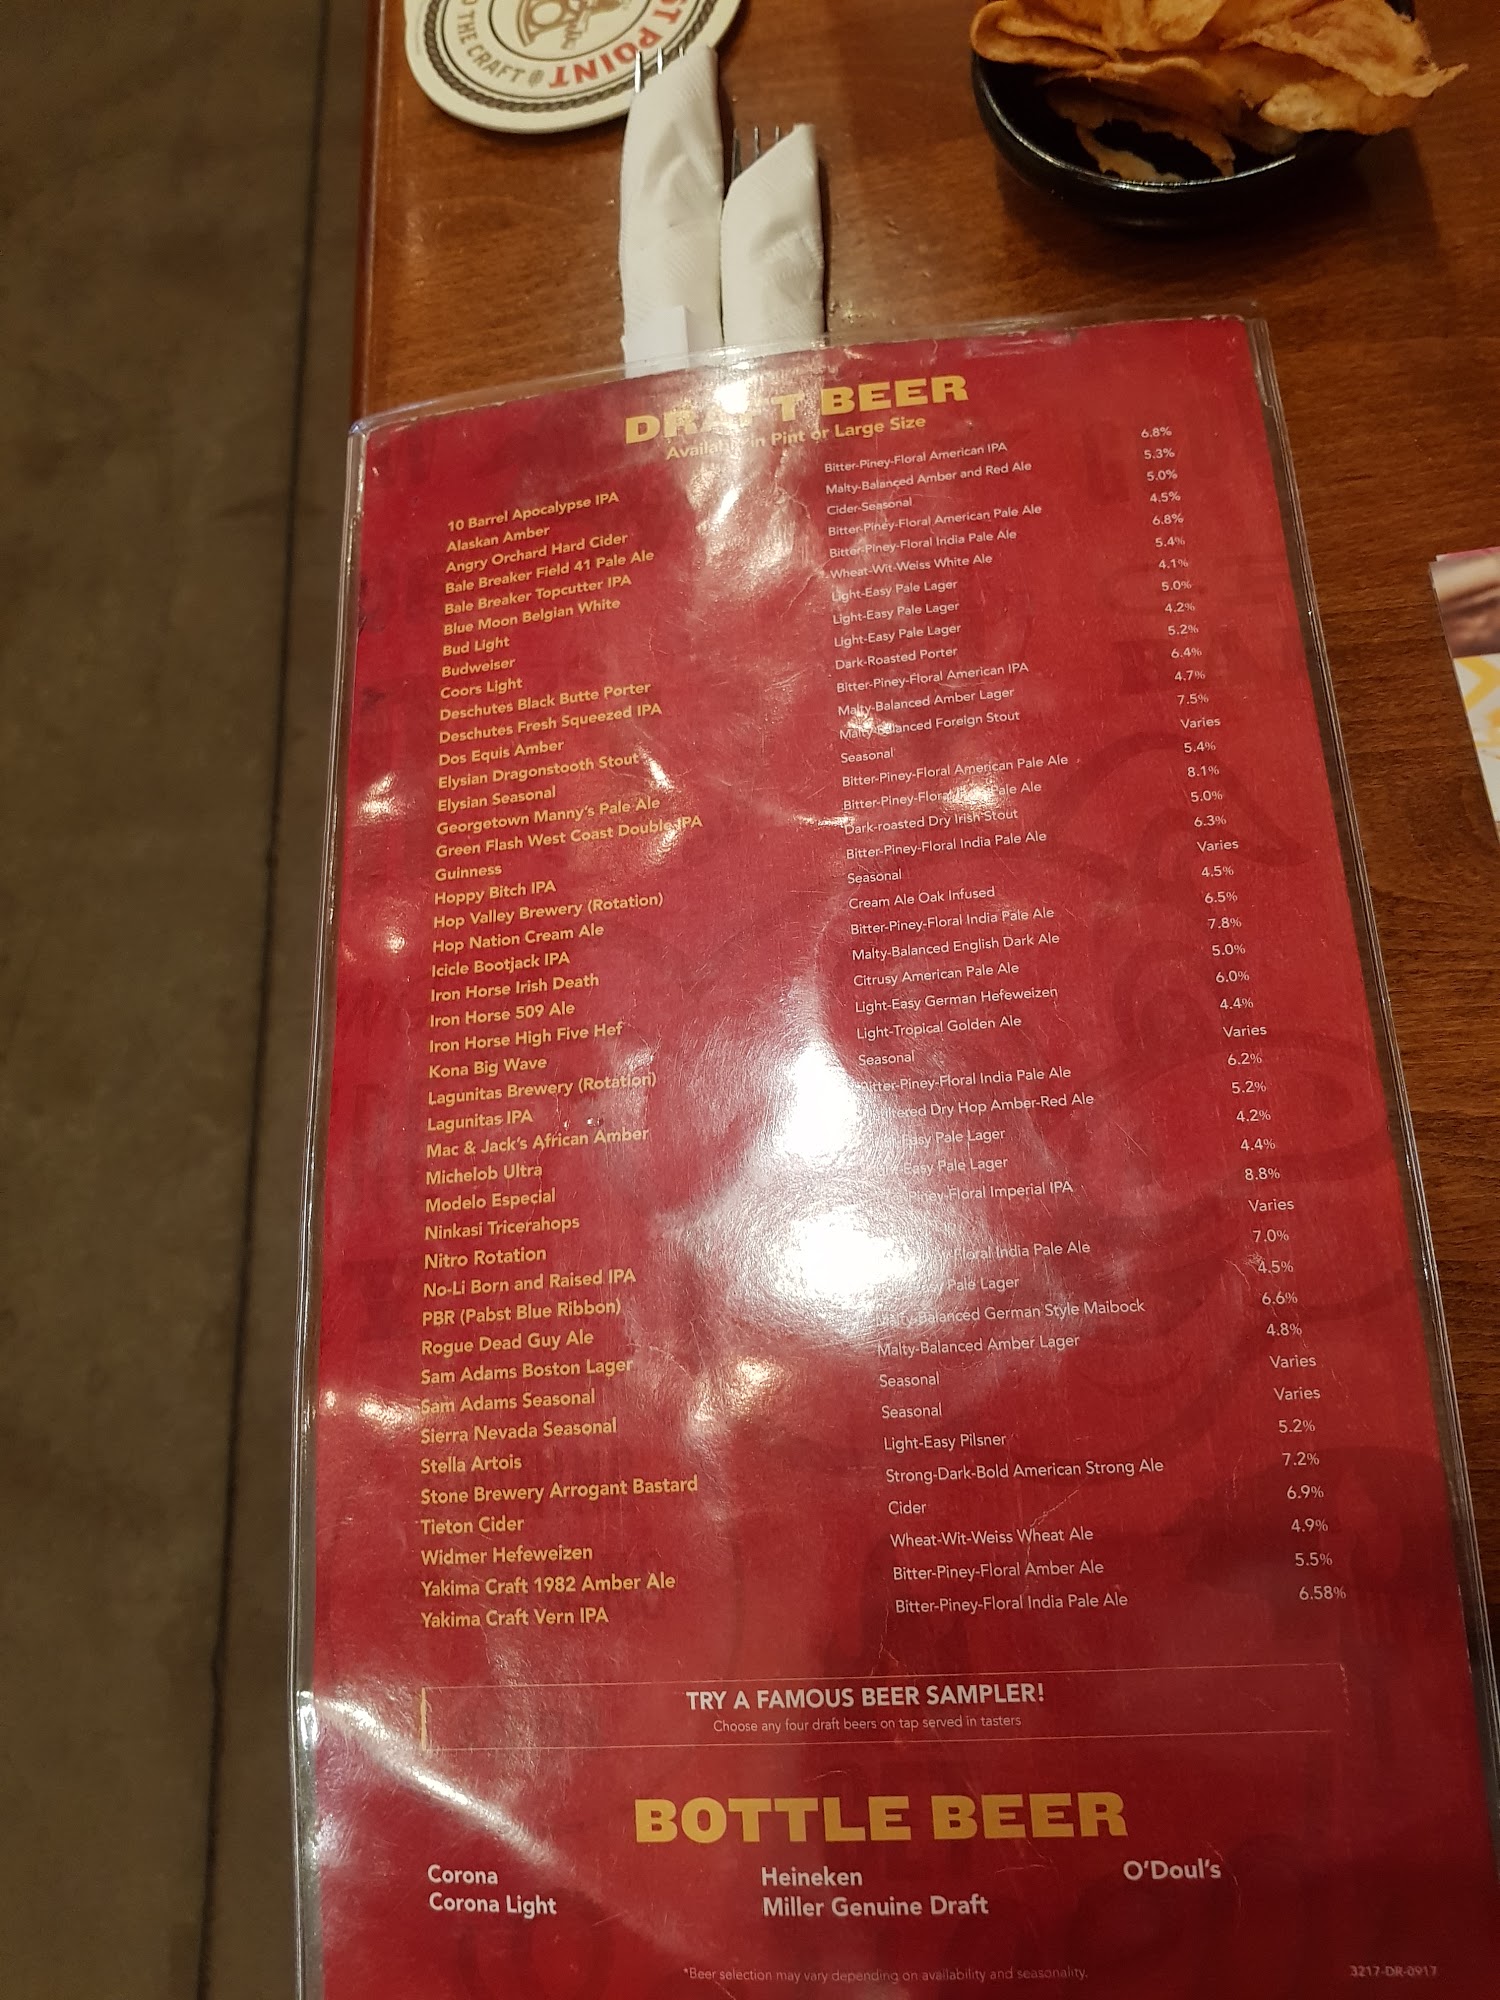 ST POINT
THE CRAFT
DRAFT BEER
Available in Pint or Large Size
10 Barrel Apocalypse IPA Bitter-Piney-Floral American IPA 6.8%
Alaskan Amber Malty-Balanced Amber and Red Ale 5.3%
Angry Orchard Hard Cider Cider-Seasonal 5.0%
Bale Breaker Field 41 Pale Ale Bitter-Piney-Floral American Pale Ale 4.5%
Bale Breaker Topcutter IPA Bitter-Piney-Floral India Pale Ale 6.8%
Blue Moon Belgian White Wheat-Wit-Weiss White Ale 5.4%
Bud Light Light-Easy Pale Lager 4.1%
Budweiser Light-Easy Pale Lager 5.0%
Coors Light Light-Easy Pale Lager 4.2%
Deschutes Black Butte Porter Dark-Roasted Porter 5.2%
Deschutes Fresh Squeezed IPA Bitter-Piney-Floral American IPA 6.4%
Dos Equis Amber Malty-Balanced Amber Lager 4.7%
Elysian Dragonstooth Stout Malty-Balanced Foreign Stout 7.5%
Elysian Seasonal Seasonal Varies
Georgetown Manny's Pale Ale Bitter-Piney-Floral American Pale Ale 5.4%
Green Flash West Coast Double IPA Bitter-Piney-Floral India Pale Ale 8.1%
Guinness Dark-roasted Dry Irish Stout 5.0%
Hoppy Bitch IPA Bitter-Piney-Floral India Pale Ale 6.3%
Hop Valley Brewery (Rotation) Seasonal Varies
Hop Nation Cream Ale Cream Ale Oak Infused 4.5%
Icicle Bootjack IPA Bitter-Piney-Floral India Pale Ale 6.5%
Iron Horse Irish Death Malty-Balanced English Dark Ale 7.8%
Iron Horse 509 Ale Citrusy American Pale Ale 5.0%
Iron Horse High Five Hef Light-Easy German Hefeweizen 6.0%
Kona Big Wave Light-Tropical Golden Ale 4.4%
Lagunitas Brewery (Rotation) Seasonal Varies
Lagunitas IPA Bitter-Piney-Floral India Pale Ale 6.2%
Mac & Jack's African Amber Dry Hop Amber-Red Ale 5.2%
Michelob Ultra Easy Pale Lager 4.2%
Modelo Especial Easy Pale Lager 4.4%
Ninkasi Tricerahops Piney-Floral Imperial IPA 8.8%
Nitro Rotation Varies
No-Li Born and Raised IPA Floral India Pale Ale 7.0%
PBR (Pabst Blue Ribbon) Pale Lager 4.5%
Rogue Dead Guy Ale Malty-Balanced German Style Maibock 6.6%
Sam Adams Boston Lager Malty-Balanced Amber Lager 4.8%
Sam Adams Seasonal Seasonal Varies
Sierra Nevada Seasonal Seasonal Varies
Stella Artois Light-Easy Pilsner 5.2%
Stone Brewery Arrogant Bastard Strong-Dark-Bold American Strong Ale 7.2%
Tieton Cider Cider 6.9%
Widmer Hefeweizen Wheat-Wit-Weiss Wheat Ale 4.9%
Yakima Craft 1982 Amber Ale Bitter-Piney-Floral Amber Ale 5.5%
Yakima Craft Vern IPA Bitter-Piney-Floral India Pale Ale 6.58%
TRY A FAMOUS BEER SAMPLER!
Choose any four draft beers on tap served in tasters
BOTTLE BEER
Corona Heineken O'Doul's
Corona Light Miller Genuine Draft
*Beer selection may vary depending on availability and seasonality.
3217-DR-0917